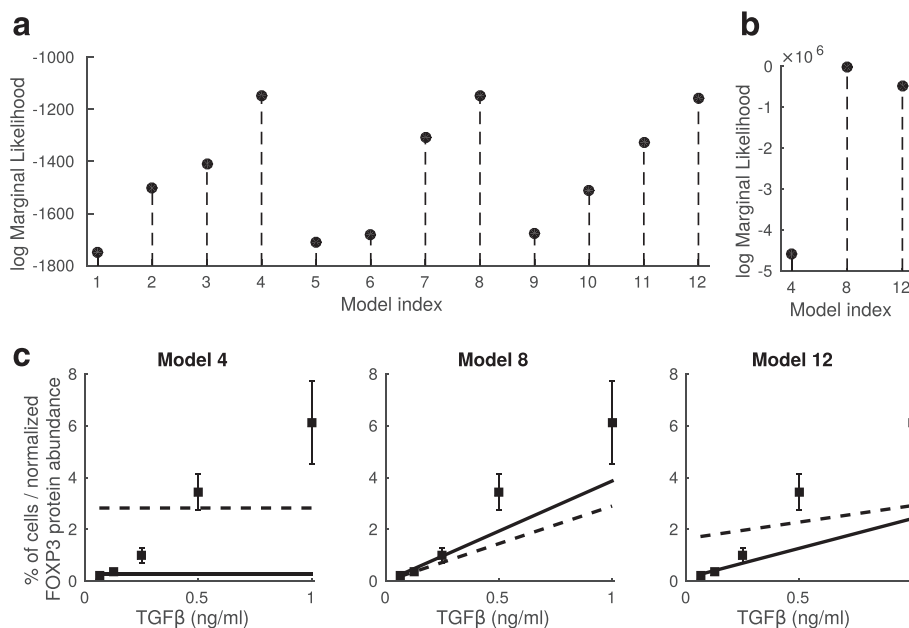 a
-1000
-1200
-1400
-1600
-1800
log Marginal Likelihood
1 2 3 4 5 6 7 8 9 10 11 12
Model index
b
×10^6
0
-1
-2
-3
-4
-5
log Marginal Likelihood
4 8 12
Model index
c
% of cells / normalized
FOXP3 protein abundance
Model 4
8
6
4
2
0
0 0.5 1
TGFβ (ng/ml)
Model 8
8
6
4
2
0
0 0.5 1
TGFβ (ng/ml)
Model 12
8
6
4
2
0
0 0.5
TGFβ (ng/ml)